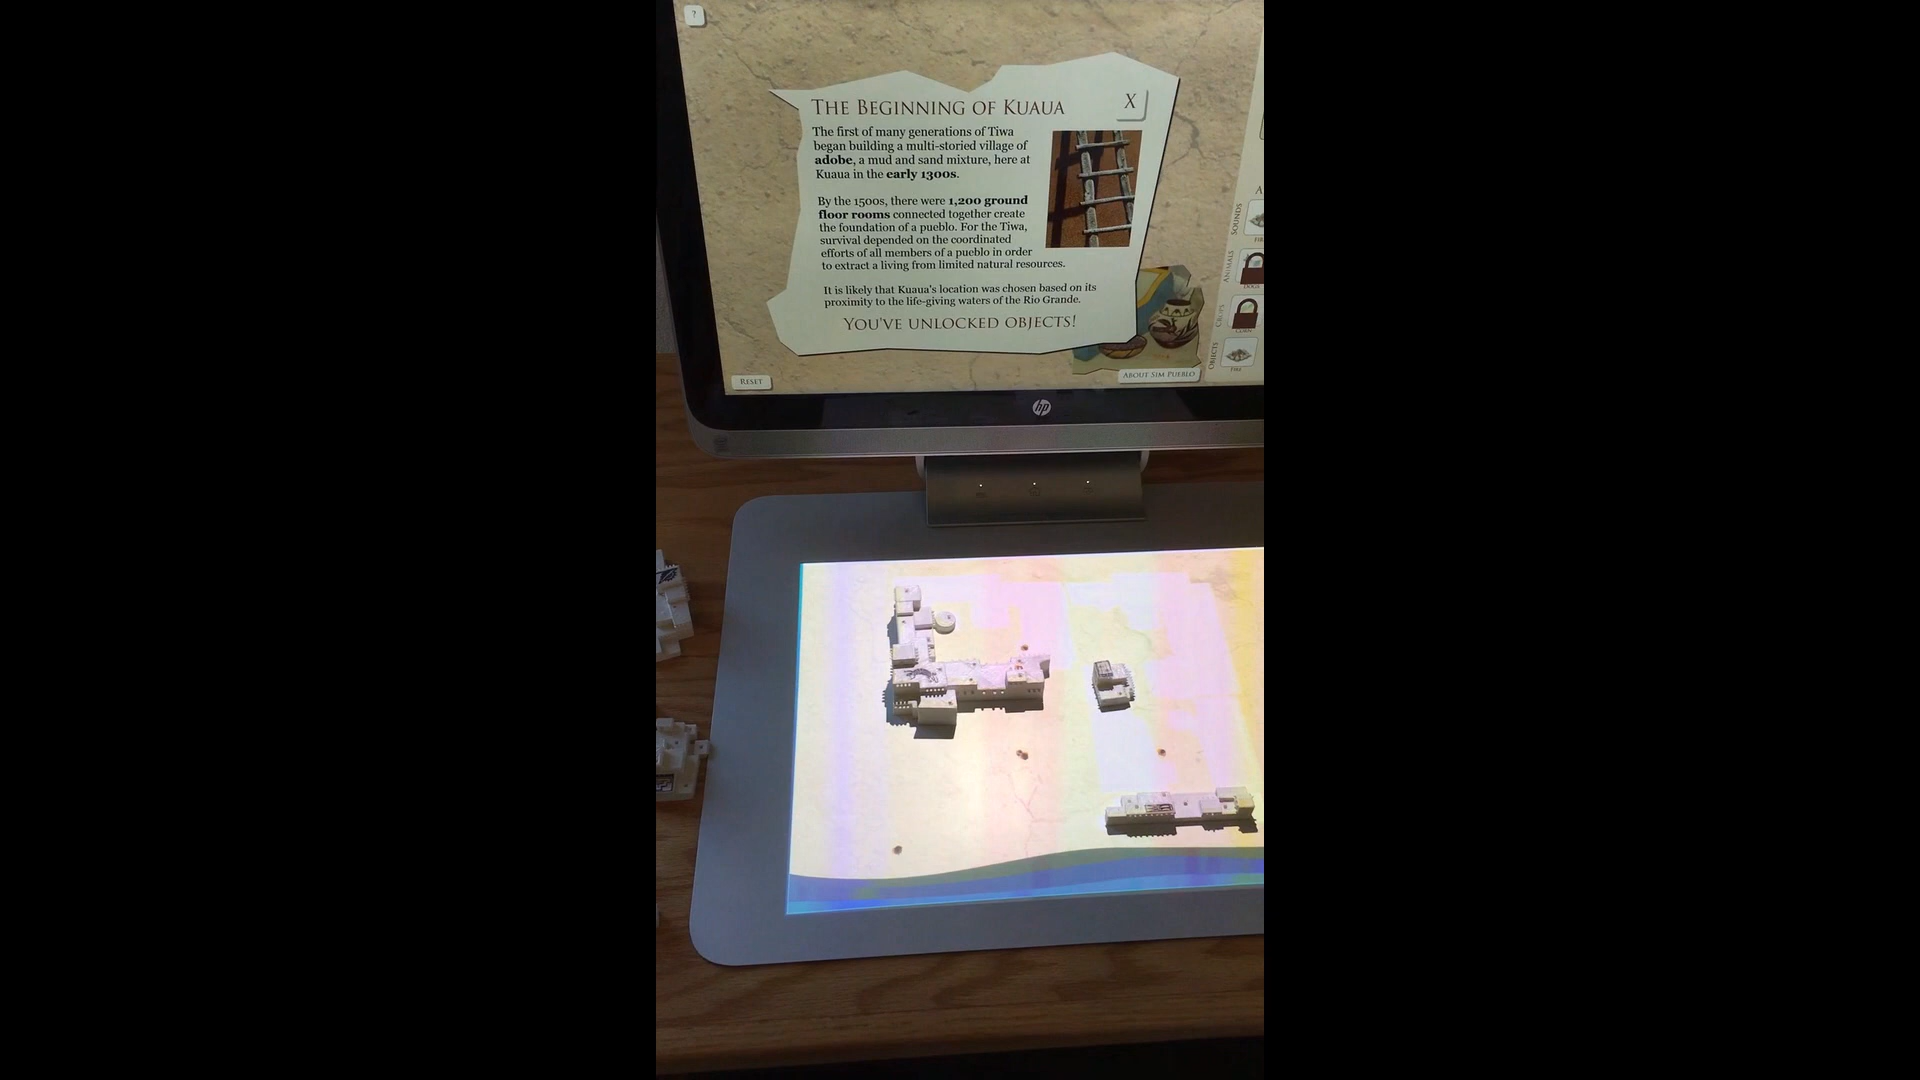 ?
THE BEGINNING OF KUAUA
X
The first of many generations of Tiwa
began building a multi-storied village of
adobe, a mud and sand mixture, here at
Kuaua in the early 1300s.
By the 1500s, there were 1,200 ground
floor rooms connected together create
the foundation of a pueblo. For the Tiwa,
survival depended on the coordinated
efforts of all members of a pueblo in order
to extract a living from limited natural resources.
It is likely that Kuaua's location was chosen based on its
proximity to the life-giving waters of the Rio Grande.
YOU'VE UNLOCKED OBJECTS!
RESET
ABOUT SIM PUEBLO
A
SOUNDS
ANIMALS
DOGS
CROPS
CORN
OBJECTS
FIRE
hp